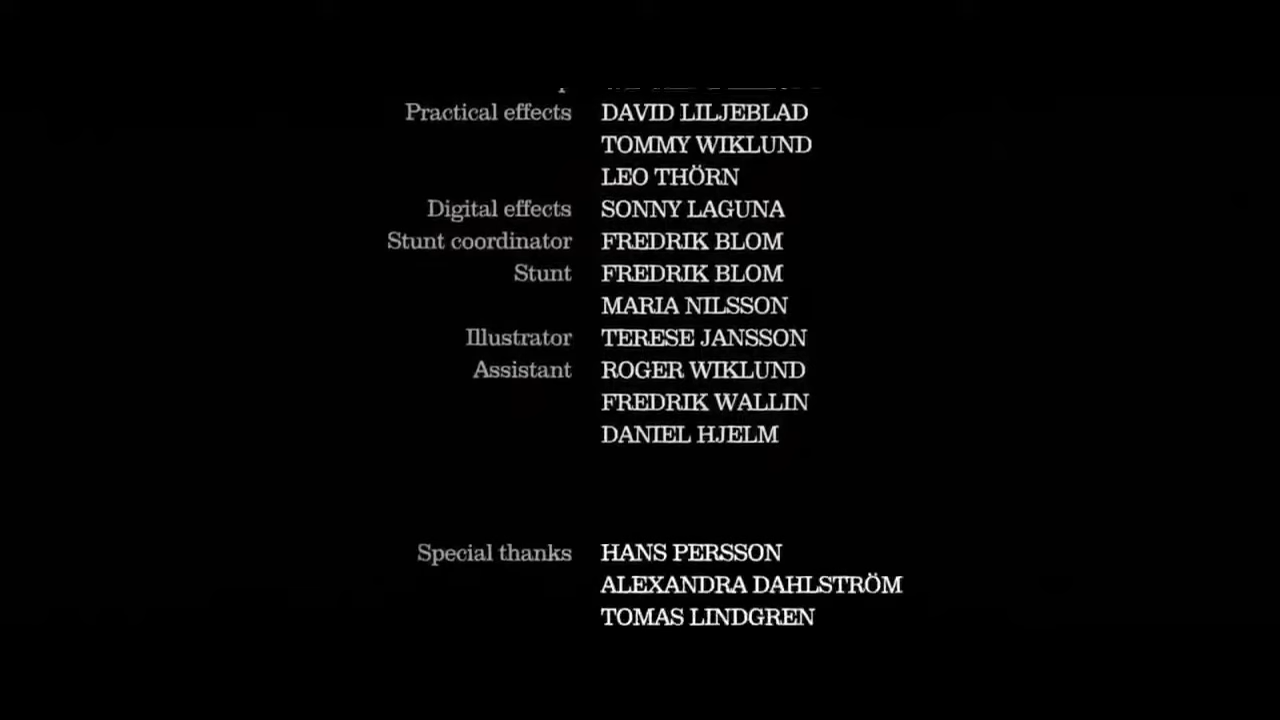 Practical effects DAVID LILJEBLAD
TOMMY WIKLUND
LEO THÖRN
Digital effects SONNY LAGUNA
Stunt coordinator FREDRIK BLOM
Stunt FREDRIK BLOM
MARIA NILSSON
Illustrator TERESE JANSSON
Assistant ROGER WIKLUND
FREDRIK WALLIN
DANIEL HJELM
Special thanks HANS PERSSON
ALEXANDRA DAHLSTRÖM
TOMAS LINDGREN